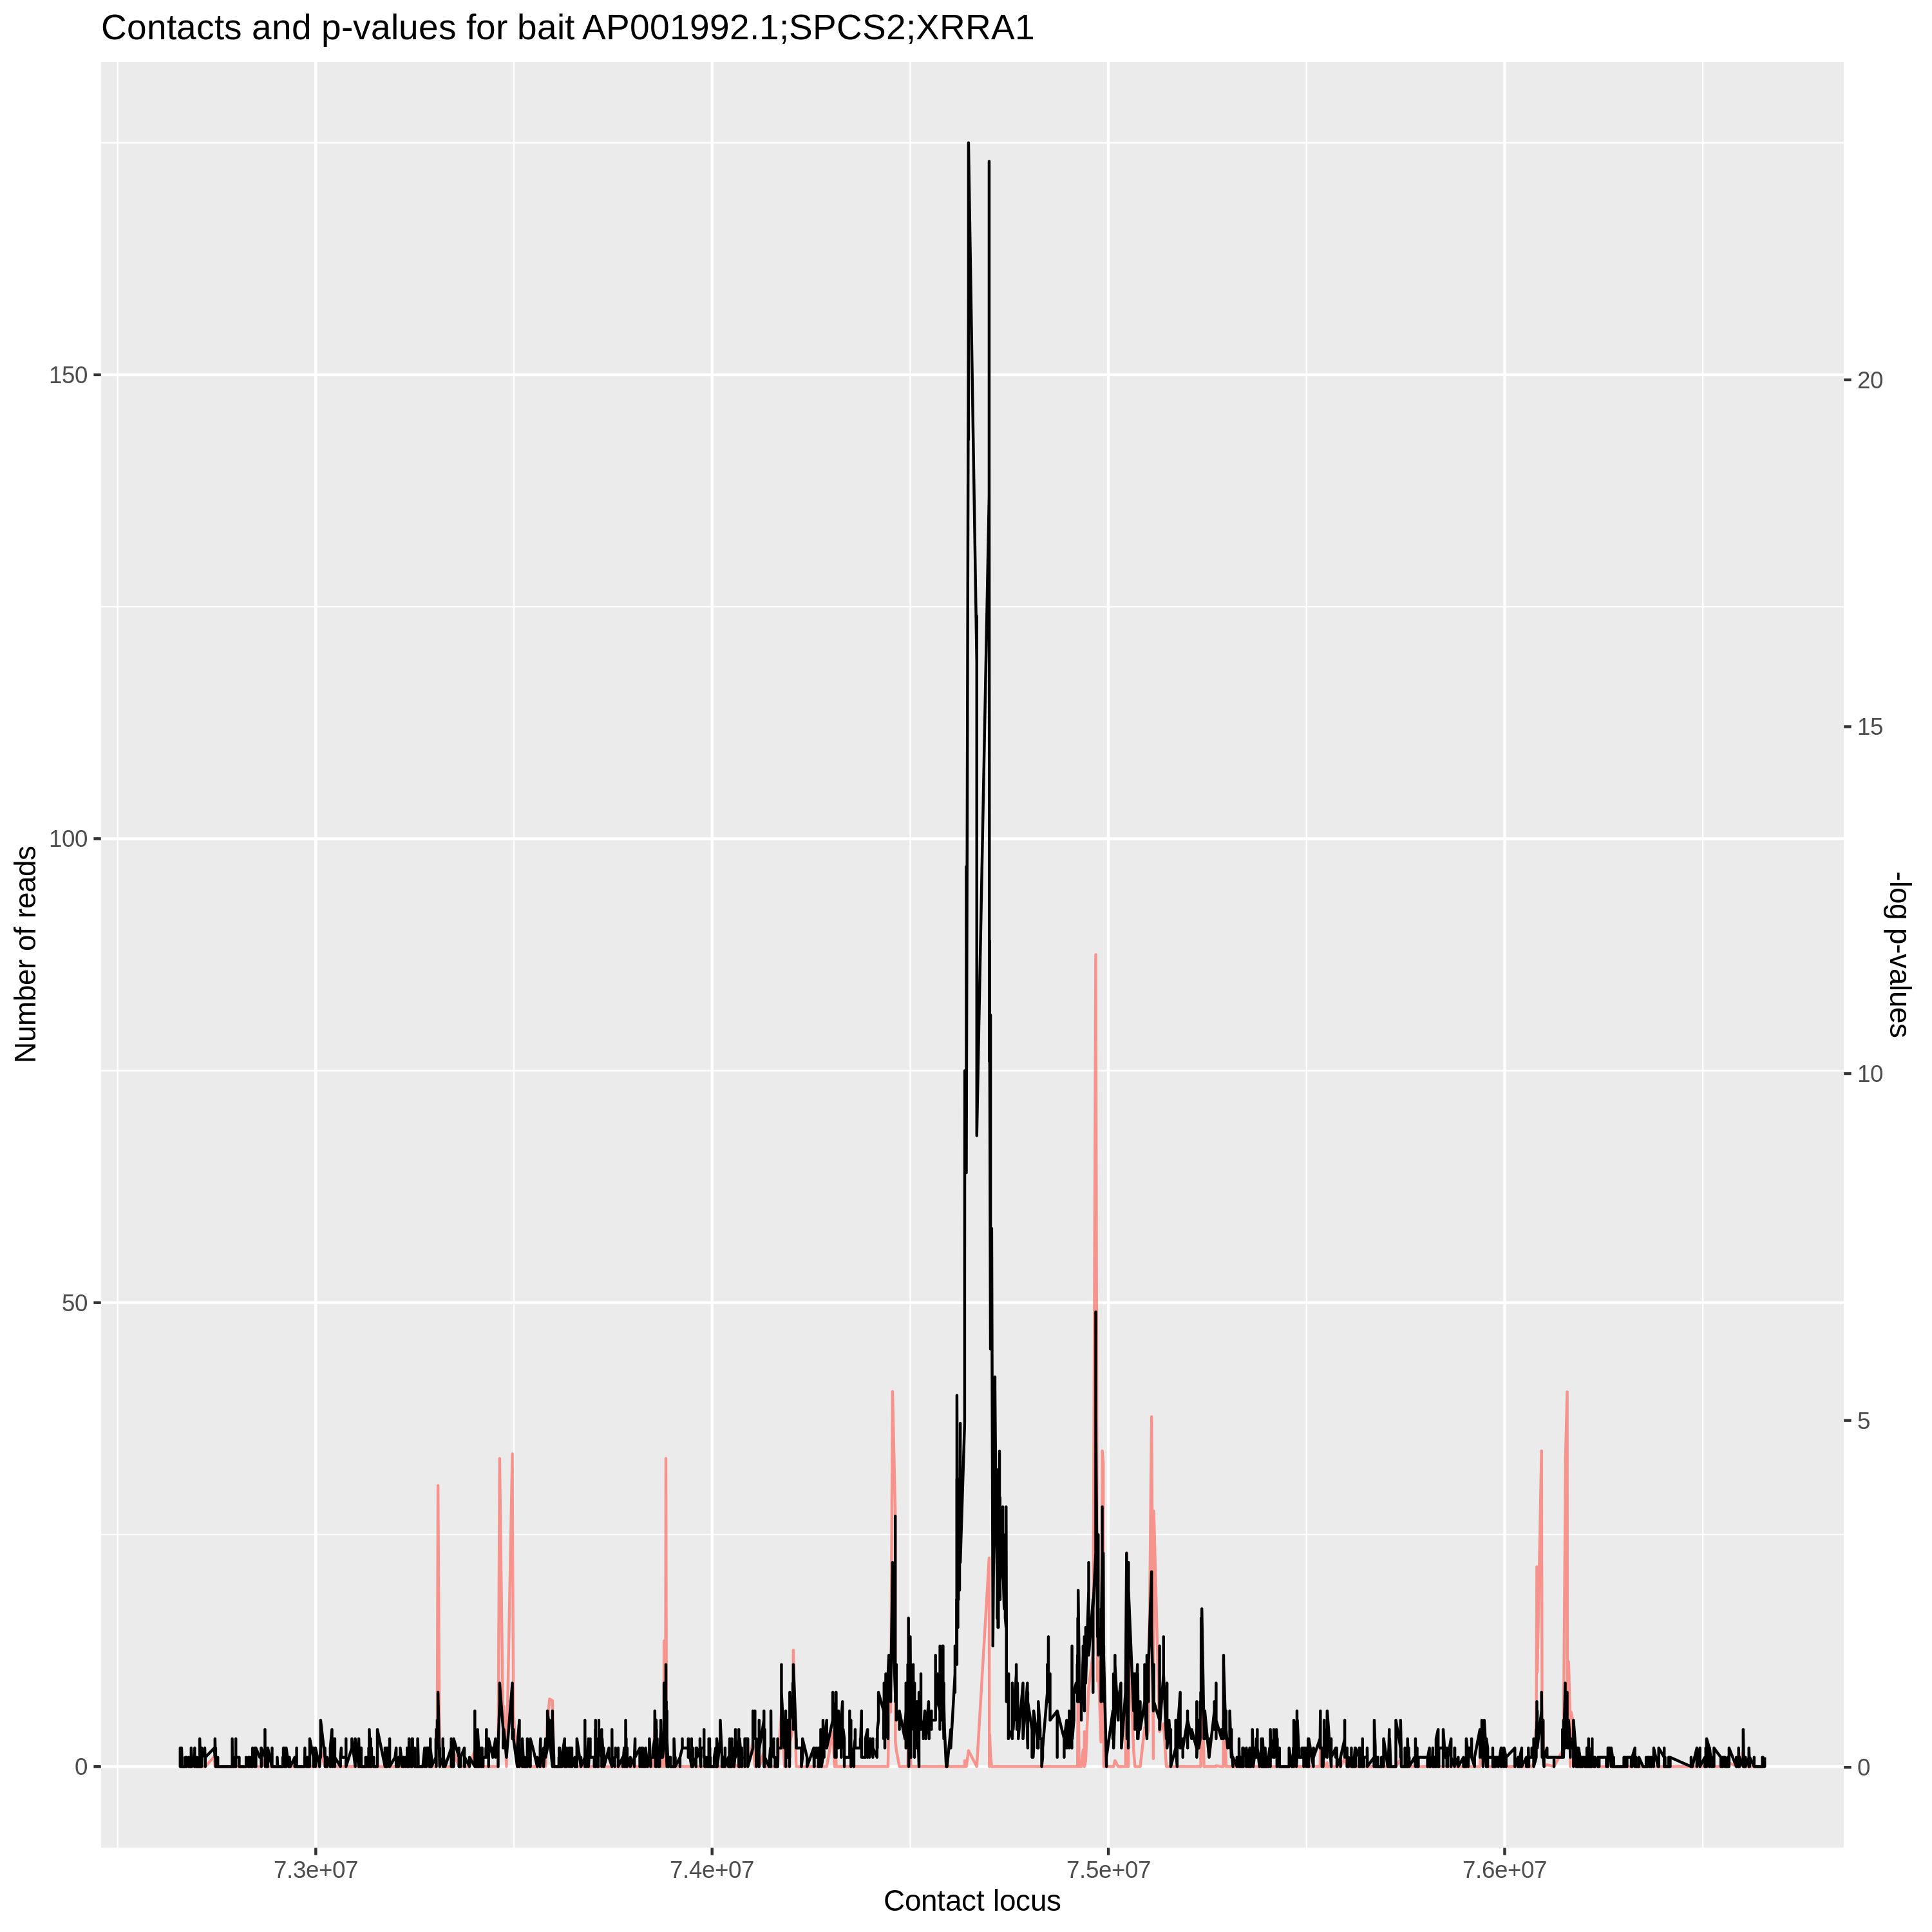 Contacts and p-values for bait AP001992.1;SPCS2;XRRA1
150
100
50
0
Number of reads
20
15
10
5
0
-log p-values
7.3e+07
7.4e+07
7.5e+07
7.6e+07
Contact locus